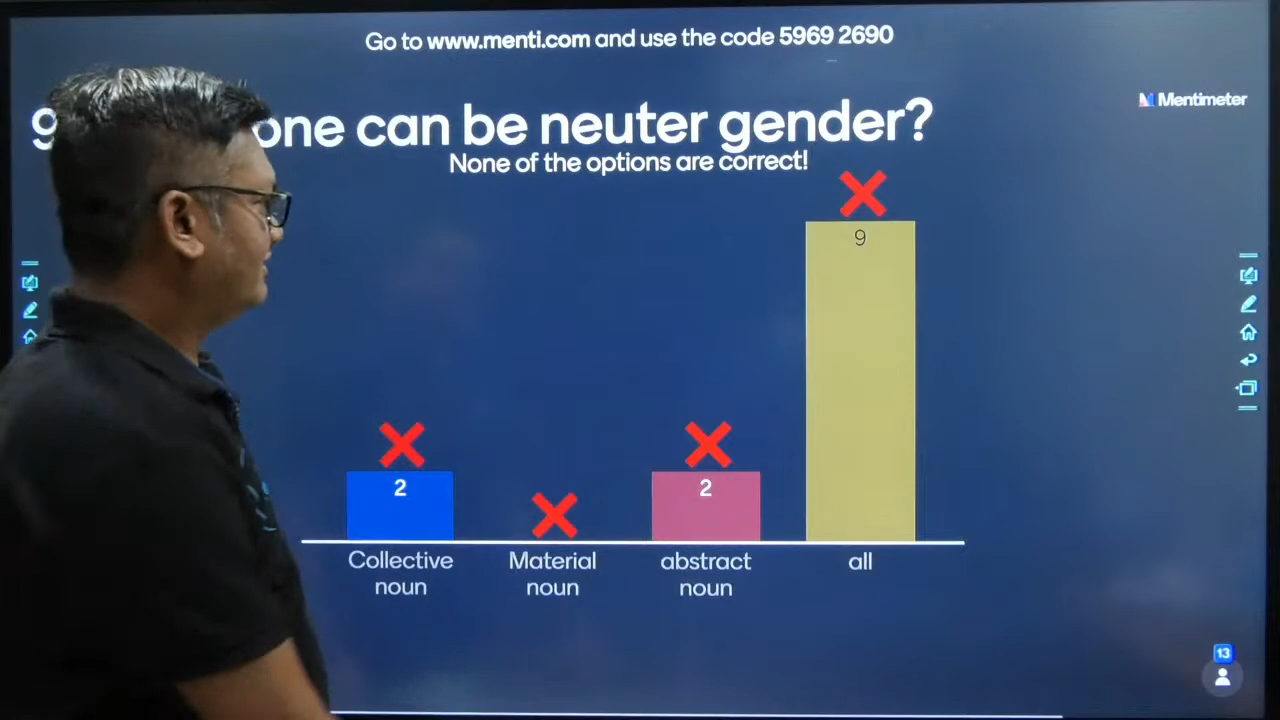 Go to www.menti.com and use the code 5969 2690
Mentimeter
9 one can be neuter gender?
None of the options are correct!
9
2
2
Collective noun
Material noun
abstract noun
all
13